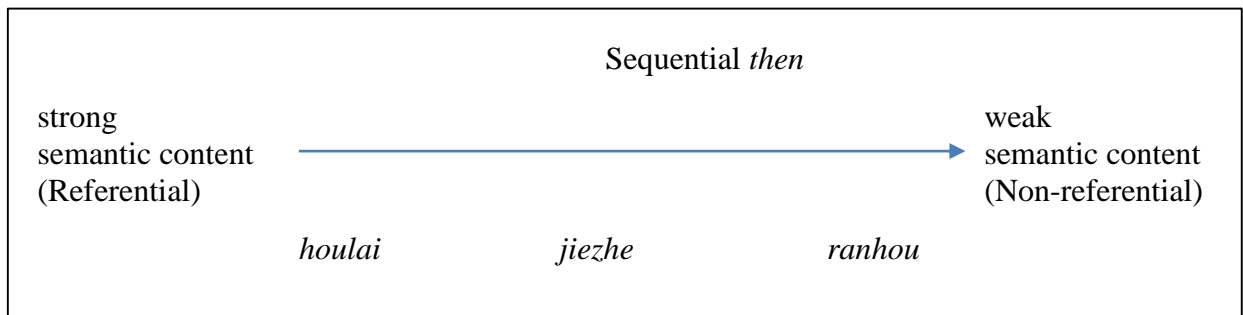 Sequential then
strong weak
semantic content semantic content
(Referential) (Non-referential)
houlai jiezhe ranhou